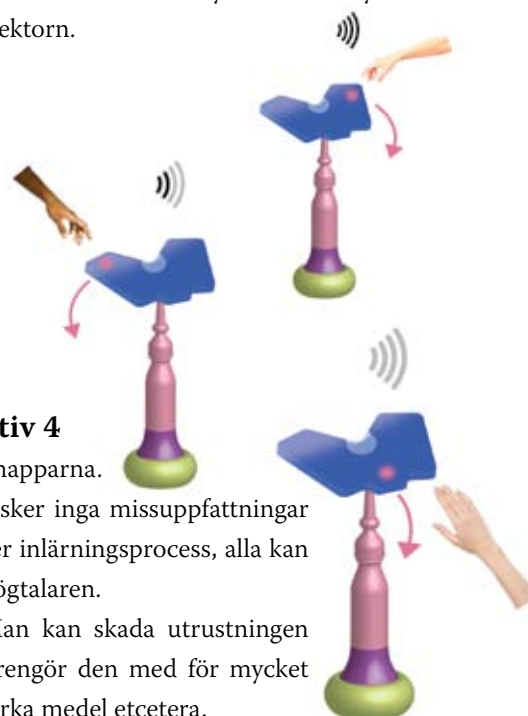 ektorn.
tiv 4
napparna.
sker inga missuppfattningar
er inlärningsprocess, alla kan
ögtalaren.
an kan skada utrustningen
rengör den med för mycket
rka medel etcetera.